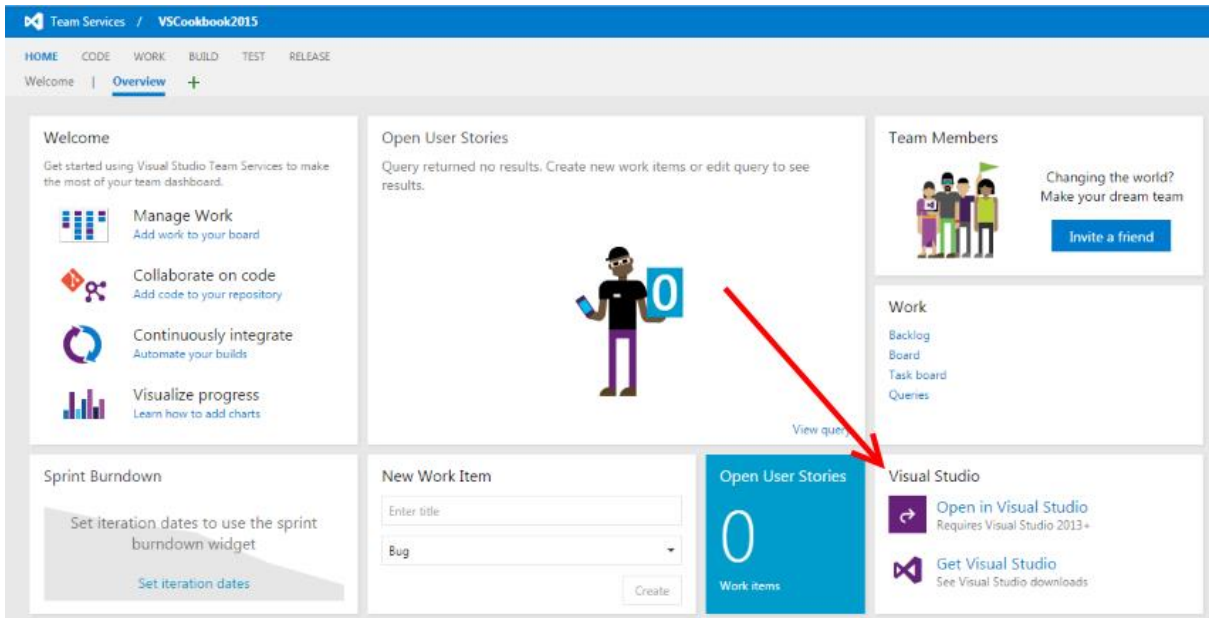 Team Services / VSCookbook2015
HOME CODE WORK BUILD TEST RELEASE
Welcome | Overview +
Welcome
Get started using Visual Studio Team Services to make
the most of your team dashboard.
Manage Work
Add work to your board
Collaborate on code
Add code to your repository
Continuously integrate
Automate your builds
Visualize progress
Learn how to add charts
Open User Stories
Query returned no results. Create new work items or edit query to see
results.
0
View query
Team Members
Changing the world?
Make your dream team
Invite a friend
Work
Backlog
Board
Task board
Queries
Sprint Burndown
Set iteration dates to use the sprint
burndown widget
Set iteration dates
New Work Item
Enter title
Bug
Create
Open User Stories
0
Work items
Visual Studio
Open in Visual Studio
Requires Visual Studio 2013+
Get Visual Studio
See Visual Studio downloads